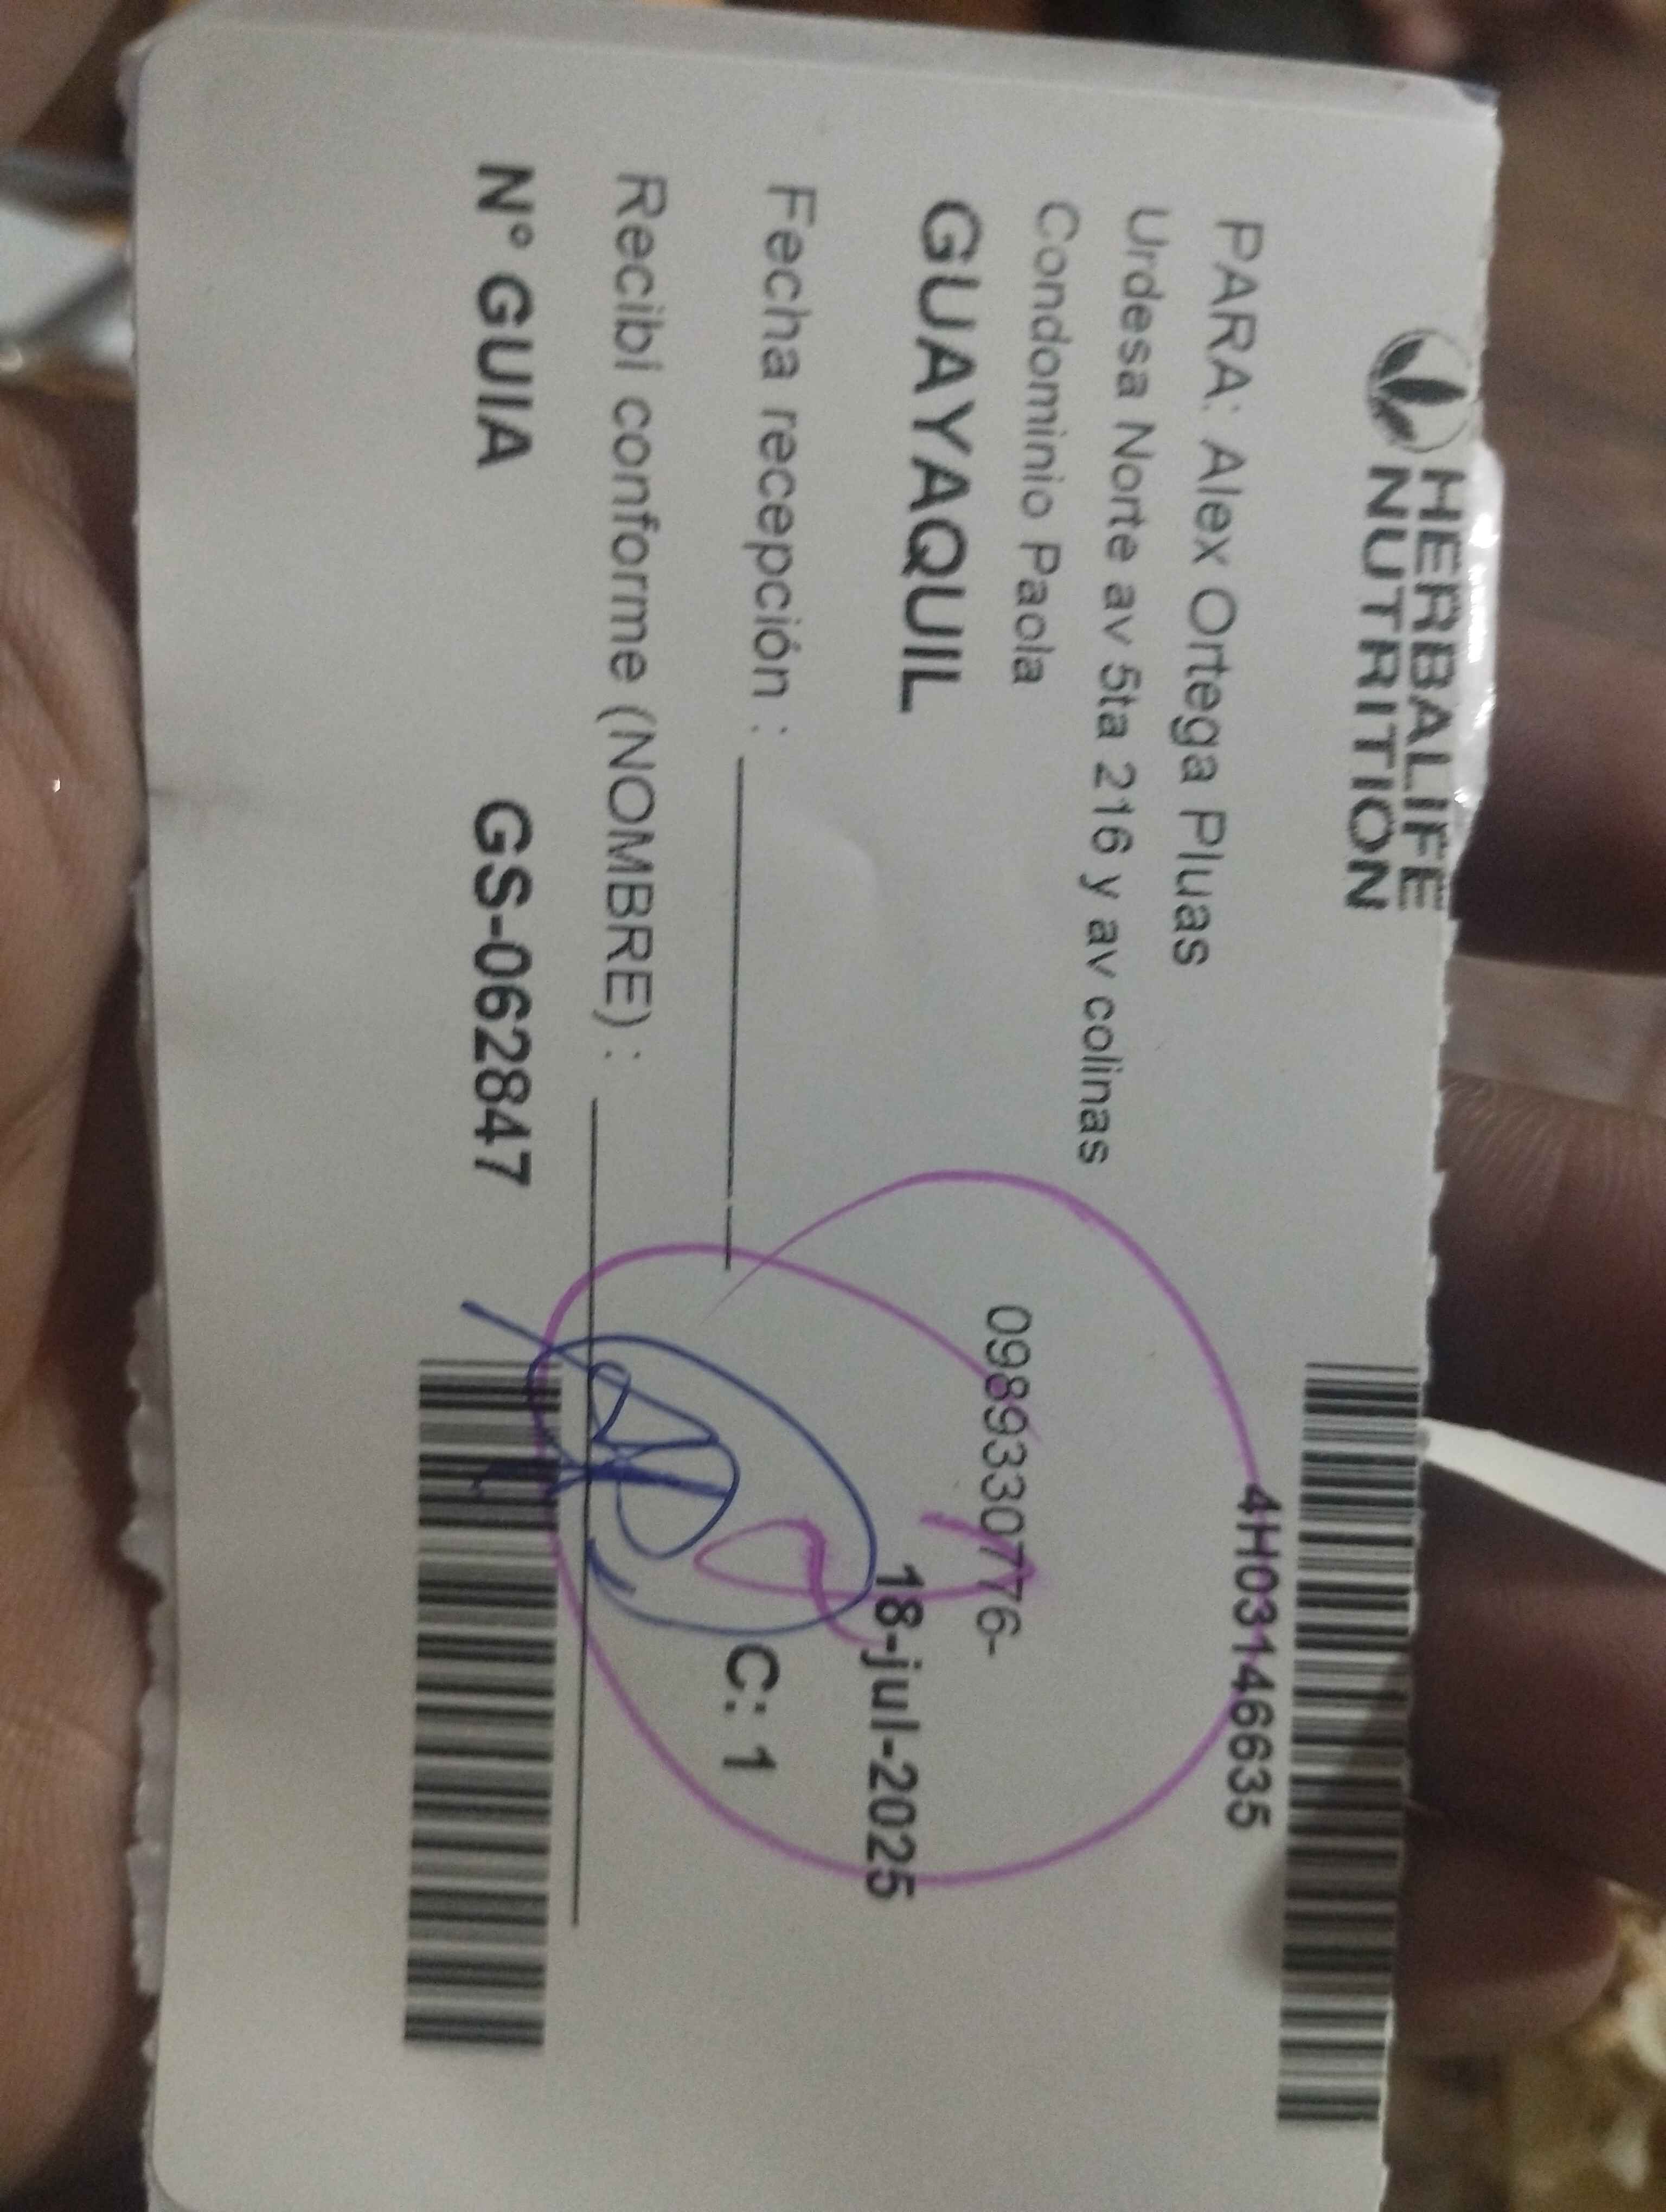 HERBALIFE
NUTRITION
4H03146635
PARA: Alex Ortega Pluas
Urdesa Norte av 5ta 216 y av colinas
Condominio Paola
0989330776-
GUAYAQUIL
18-jul-2025
Fecha recepción :
C: 1
Recibi conforme (NOMBRE) :
N° GUIA GS-062847